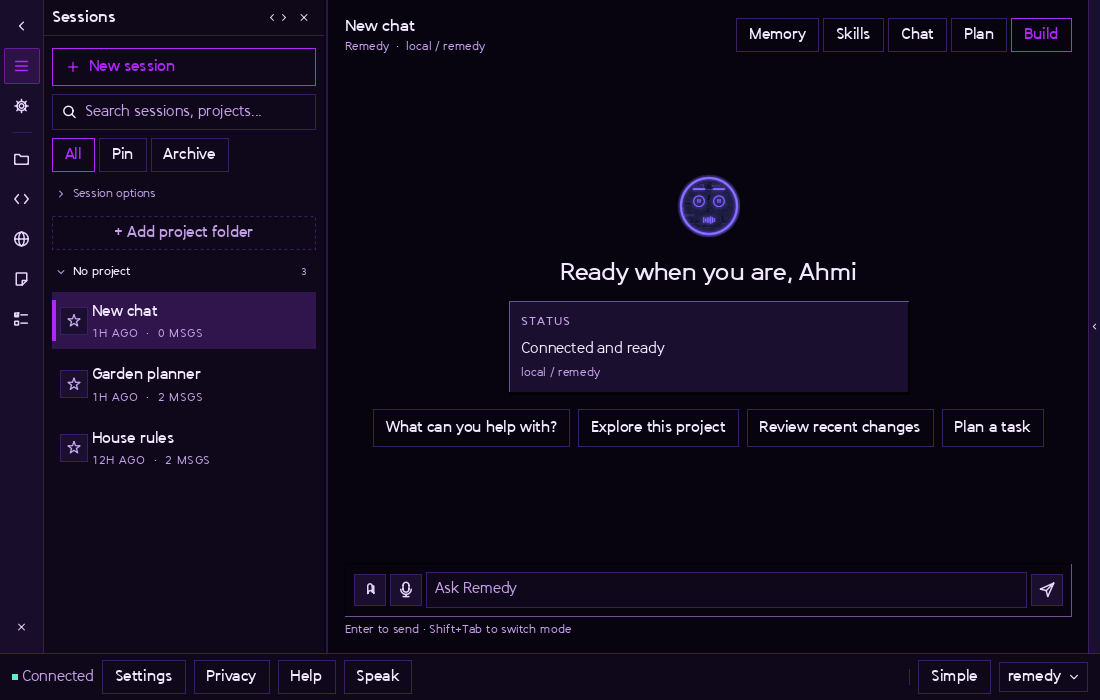 Sessions
New session
Search sessions, projects...
All
Pin
Archive
Session options
+ Add project folder
No project
3
New chat
1H AGO · 0 MSGS
Garden planner
1H AGO · 2 MSGS
House rules
12H AGO · 2 MSGS
New chat
Remedy · local / remedy
Memory
Skills
Chat
Plan
Build
Ready when you are, Ahmi
STATUS
Connected and ready
local / remedy
What can you help with?
Explore this project
Review recent changes
Plan a task
Ask Remedy
Enter to send · Shift+Tab to switch mode
Connected
Settings
Privacy
Help
Speak
Simple
remedy